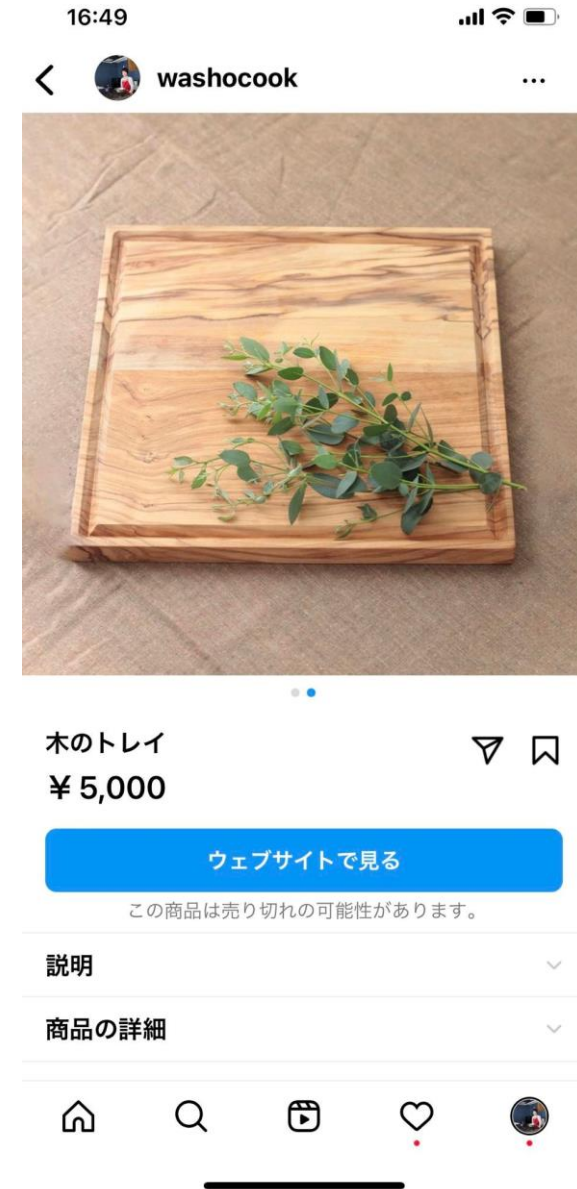 16:49
washocook
木のトレイ
¥ 5,000
ウェブサイトで見る
この商品は売り切れの可能性があります。
説明
商品の詳細